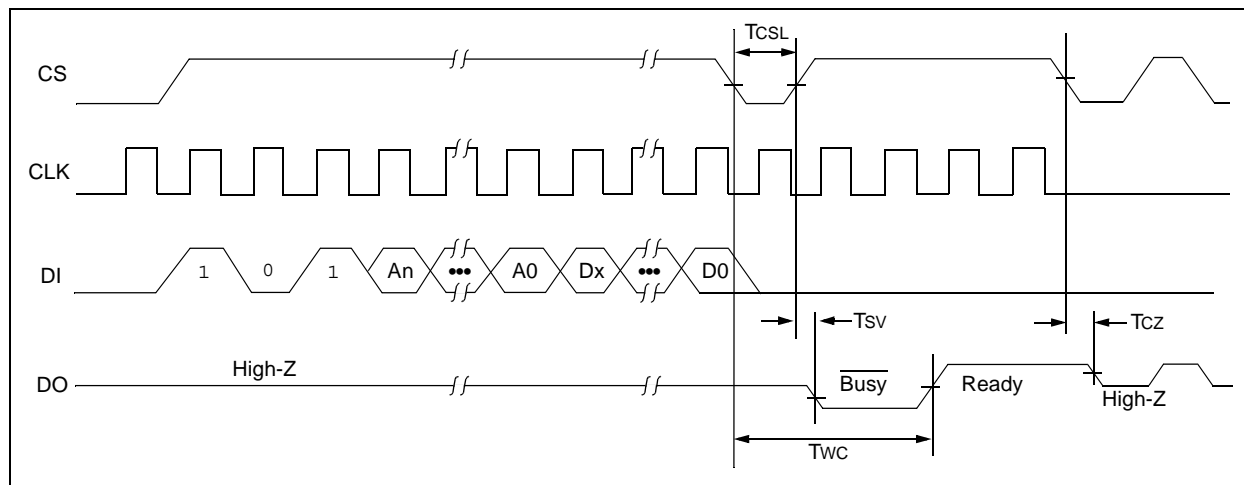 TCSL
CS
CLK
DI 1 0 1 An ••• A0 Dx ••• D0
TSV TCZ
DO High-Z Busy Ready High-Z
TWC